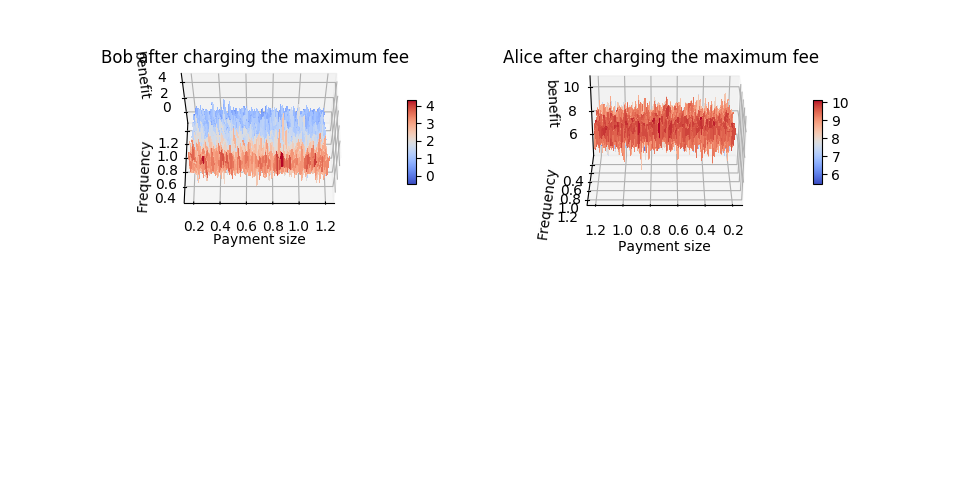 Bob after charging the maximum fee
benefit
4
2
0
Frequency
1.2
1.0
0.8
0.6
0.4
0.2 0.4 0.6 0.8 1.0 1.2
Payment size
4
3
2
1
0
Alice after charging the maximum fee
benefit
10
8
6
Frequency
0.4
0.6
0.8
1.0
1.2
1.2 1.0 0.8 0.6 0.4 0.2
Payment size
10
9
8
7
6